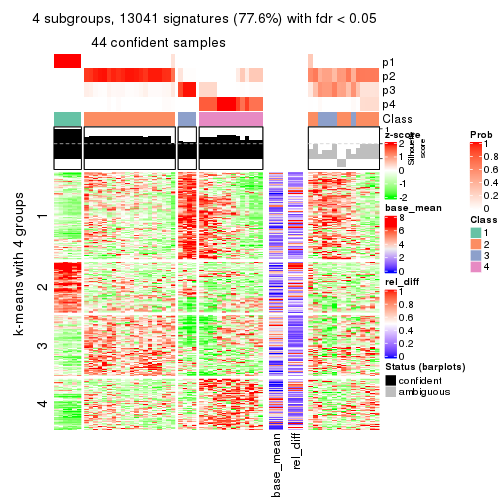 4 subgroups, 13041 signatures (77.6%) with fdr < 0.05
44 confident samples
p1
p2
p3
p4
Class
1
Silhouette
score
k-means with 4 groups
1
2
3
4
base_mean
rel_diff
z-score
2
1
0
-1
-2
base_mean
8
6
4
2
0
rel_diff
1
0.8
0.6
0.4
0.2
0
Status (barplots)
confident
ambiguous
Prob
1
0.8
0.6
0.4
0.2
0
Class
1
2
3
4